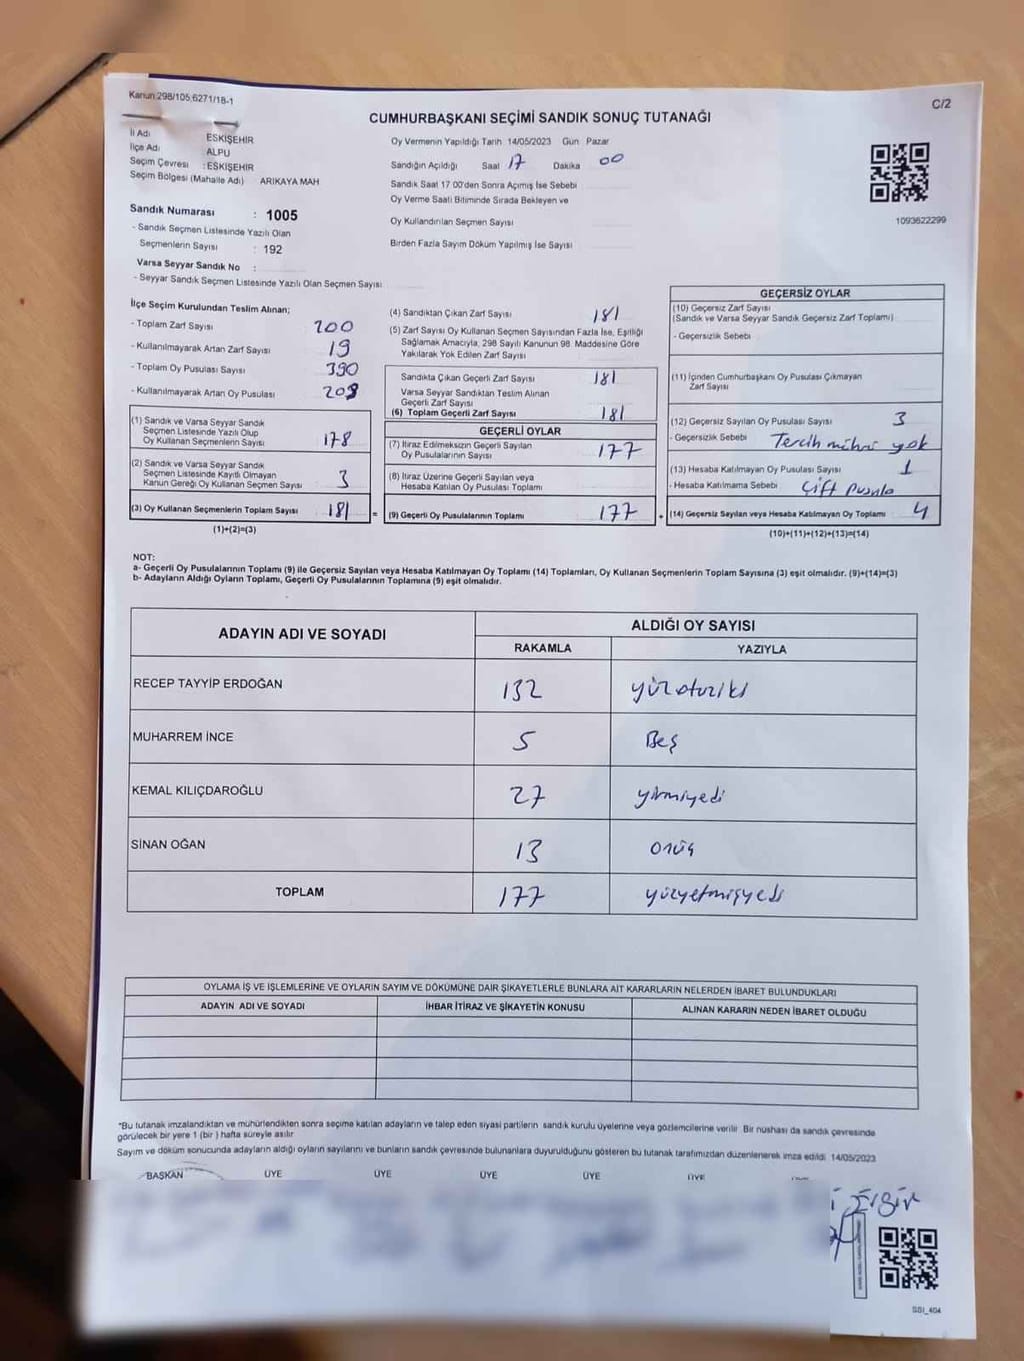 Kanun:298/105;6271/18-1
C/2
CUMHURBAŞKANI SEÇİMİ SANDIK SONUÇ TUTANAĞI
İl Adı ESKİŞEHİR
İlçe Adı ALPU
Seçim Çevresi : ESKİŞEHİR
Seçim Bölgesi (Mahalle Adı) ARIKAYA MAH
Sandık Numarası : 1005
- Sandık Seçmen Listesinde Yazılı Olan
Seçmenlerin Sayısı : 192
Varsa Seyyar Sandık No :
- Seyyar Sandık Seçmen Listesinde Yazılı Olan Seçmen Sayısı
Oy Vermenin Yapıldığı Tarih 14/05/2023 Gün Pazar
Sandığın Açıldığı Saat 17 Dakika 00
Sandık Saat 17 00'den Sonra Açımış İse Sebebi
Oy Verme Saati Bitiminde Sırada Bekleyen ve
Oy Kullandırılan Seçmen Sayısı
Birden Fazla Sayım Döküm Yapılmış İse Sayısı
1093622299
İlçe Seçim Kurulundan Teslim Alınan;
- Toplam Zarf Sayısı 200
- Kullanılmayarak Artan Zarf Sayısı 19
- Toplam Oy Pusulası Sayısı 390
- Kullanılmayarak Artan Oy Pusulası
(1) Sandık ve Varsa Seyyar Sandık
Seçmen Listesinde Yazılı Olup
Oy Kullanan Seçmenlerin Sayısı 178
(2) Sandık ve Varsa Seyyar Sandık
Seçmen Listesinde Kayıtlı Olmayan
Kanun Gereği Oy Kullanan Seçmen Sayısı 3
(3) Oy Kullanan Seçmenlerin Toplam Sayısı 181 =
(1)+(2)=(3)
(4) Sandıktan Çıkan Zarf Sayısı 181
(5) Zarf Sayısı Oy Kullanan Seçmen Sayısından Fazla İse, Eşitliği
Sağlamak Amacıyla, 298 Sayılı Kanunun 98. Maddesine Göre
Yakılarak Yok Edilen Zarf Sayısı
Sandıkta Çıkan Geçerli Zarf Sayısı 181
Varsa Seyyar Sandıktan Teslim Alınan
Geçerli Zarf Sayısı
(6) Toplam Geçerli Zarf Sayısı 181
GEÇERLİ OYLAR
(7) İtiraz Edilmeksizin Geçerli Sayılan
Oy Pusulalarının Sayısı 177
(8) İtiraz Üzerine Geçerli Sayılan veya
Hesaba Katılan Oy Pusulası Toplamı
(9) Geçerli Oy Pusulalarının Toplamı 177 +
GEÇERSİZ OYLAR
(10) Geçersiz Zarf Sayısı
(Sandık ve Varsa Seyyar Sandık Geçersiz Zarf Toplamı)
- Geçersizlik Sebebi
(11) İçinden Cumhurbaşkanı Oy Pusulası Çıkmayan
Zarf Sayısı
(12) Geçersiz Sayılan Oy Pusulası Sayısı 3
- Geçersizlik Sebebi Tercih mührü yok
(13) Hesaba Katılmayan Oy Pusulası Sayısı 1
- Hesaba Katılmama Sebebi Çift Pusula
(14) Geçersiz Sayılan veya Hesaba Katılmayan Oy Toplamı 4
(10)+(11)+(12)+(13)=(14)
NOT:
a- Geçerli Oy Pusulalarının Toplamı (9) ile Geçersiz Sayılan veya Hesaba Katılmayan Oy Toplamı (14) Toplamları, Oy Kullanan Seçmenlerin Toplam Sayısına (3) eşit olmalıdır. (9)+(14)=(3)
b- Adayların Aldığı Oyların Toplamı, Geçerli Oy Pusulalarının Toplamına (9) eşit olmalıdır.
ADAYIN ADI VE SOYADI
ALDIĞI OY SAYISI
RAKAMLA YAZIYLA
RECEP TAYYİP ERDOĞAN 132 yüzotuziki
MUHARREM İNCE 5 Beş
KEMAL KILIÇDAROĞLU 27 yirmiyedi
SİNAN OĞAN 13 onüç
TOPLAM 177 yüzyetmişyedi
OYLAMA İŞ VE İŞLEMLERİNE VE OYLARIN SAYIM VE DÖKÜMÜNE DAİR ŞİKAYETLERLE BUNLARA AİT KARARLARIN NELERDEN İBARET BULUNDUKLARI
ADAYIN ADI VE SOYADI İHBAR İTİRAZ VE ŞİKAYETİN KONUSU ALINAN KARARIN NEDEN İBARET OLDUĞU
*Bu tutanak imzalandıktan ve mühürlendikten sonra seçime katılan adayların ve talep eden siyasi partilerin sandık kurulu üyelerine veya gözlemcilerine verilir. Bir nüshası da sandık çevresinde
görülecek bir yere 1 (bir) hafta süreyle asılır
Sayım ve döküm sonucunda adayların aldığı oyların sayılarını ve bunların sandık çevresinde bulunanlara duyurulduğunu gösteren bu tutanak tarafımızdan düzenlenerek imza edildi. 14/05/2023
BAŞKAN ÜYE ÜYE ÜYE ÜYE ÜYE
SBI_404